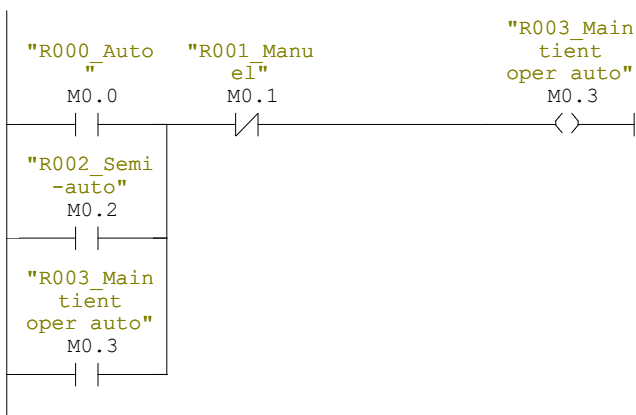 "R003_Main
"R000_Auto "R001_Manu tient
" el" oper auto"
M0.0 M0.1 M0.3
"R002_Semi
-auto"
M0.2
"R003_Main
tient
oper auto"
M0.3